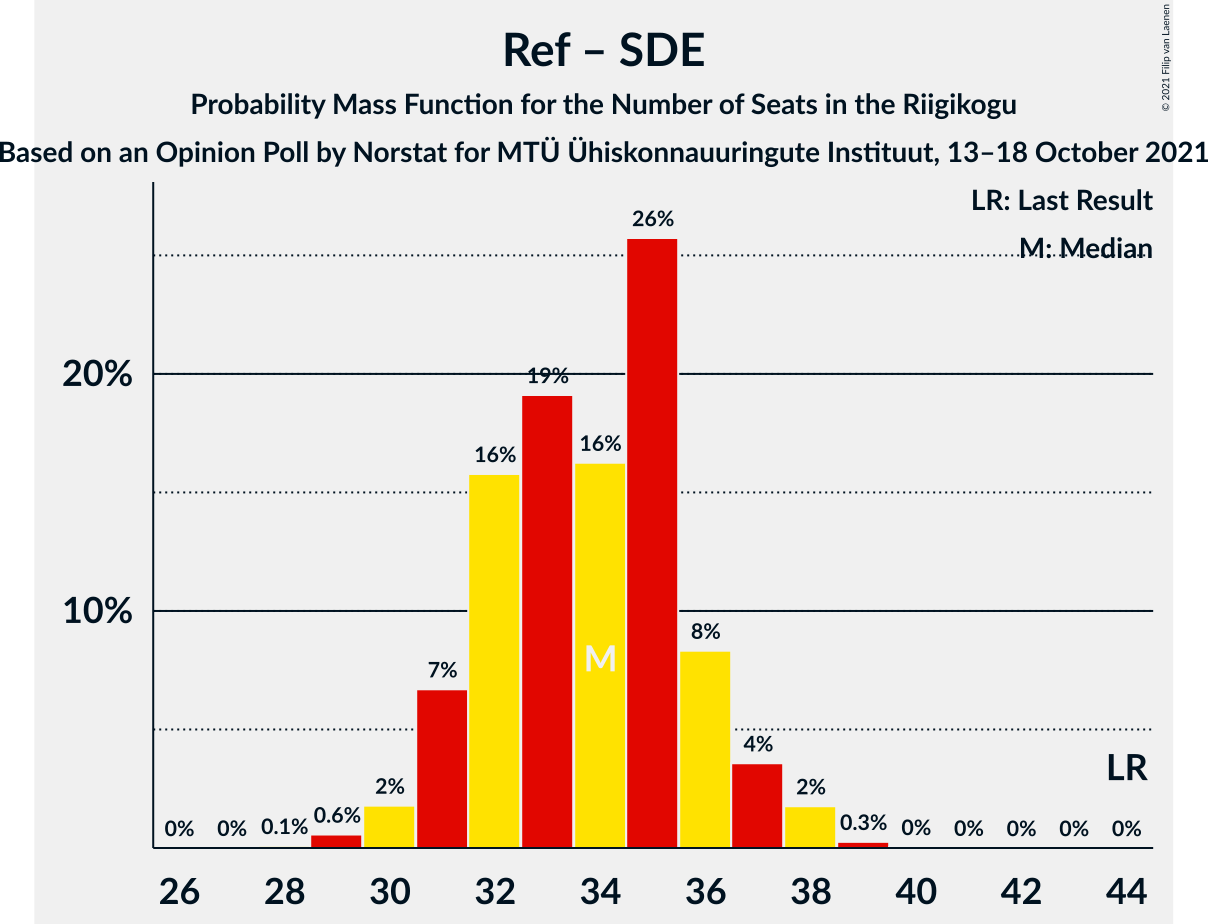 Ref – SDE
Probability Mass Function for the Number of Seats in the Riigikogu
Based on an Opinion Poll by Norstat for MTÜ Ühiskonnauuringute Instituut, 13–18 October 2021
© 2021 Filip van Laenen
LR: Last Result
M: Median
20%
10%
0%
0%
0.1%
0.6%
2%
7%
16%
19%
16%
26%
8%
4%
2%
0.3%
0%
0%
0%
0%
0%
M
LR
26 28 30 32 34 36 38 40 42 44